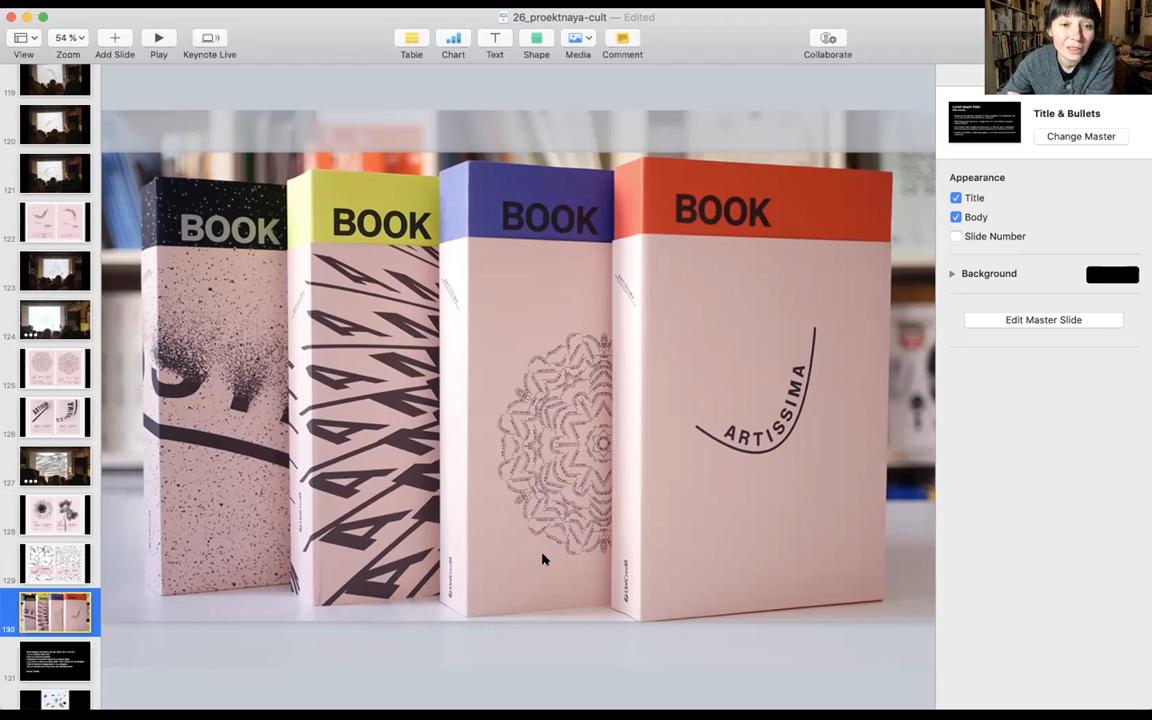 26_proektnaya-cult — Edited
54 %
View
Zoom
Add Slide
Play
Keynote Live
Table
Chart
Text
Shape
Media
Comment
Collaborate
119
120
121
122
123
124
125
126
127
128
129
130
131
BOOK
BOOK
BOOK
BOOK
A A
A A A
A A A
ARTISSIMA
UniCredit
Title & Bullets
Change Master
Appearance
Title
Body
Slide Number
Background
Edit Master Slide